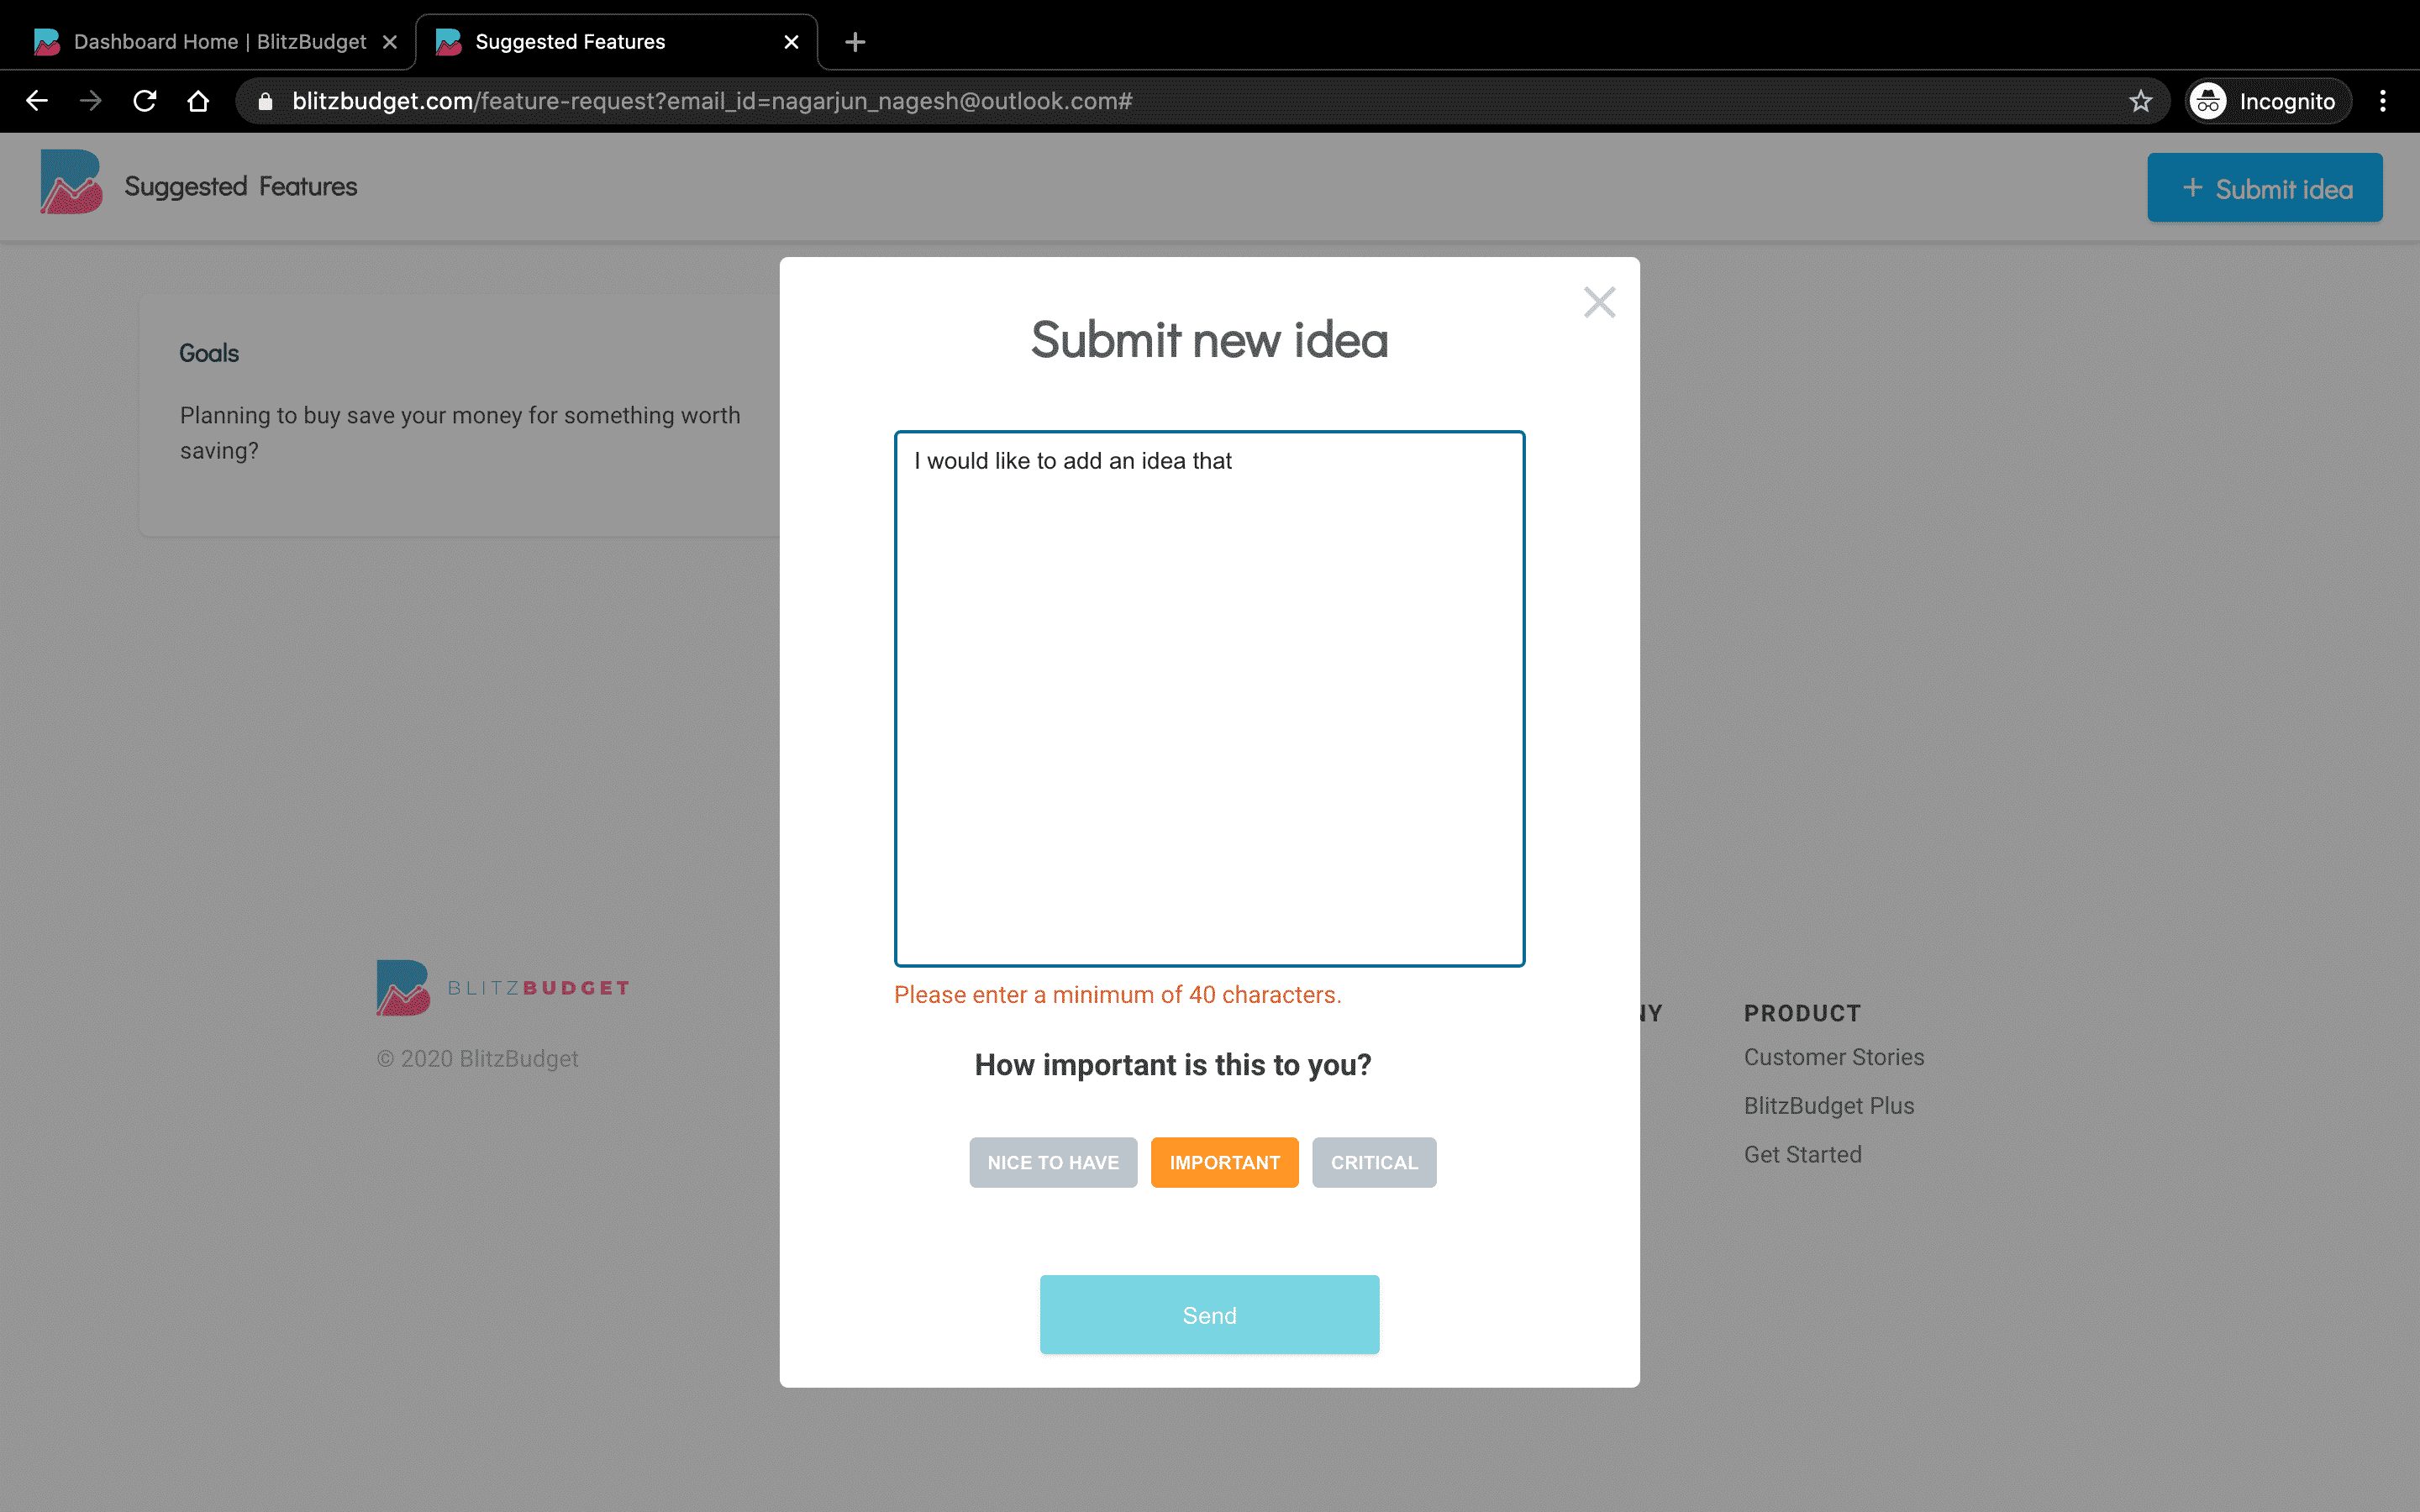 Dashboard Home | BlitzBudget
Suggested Features
blitzbudget.com/feature-request?email_id=nagarjun_nagesh@outlook.com#
Incognito
Suggested Features
+ Submit idea
Goals
Planning to buy save your money for something worth
saving?
Submit new idea
I would like to add an idea that
Please enter a minimum of 40 characters.
How important is this to you?
NICE TO HAVE
IMPORTANT
CRITICAL
Send
BLITZBUDGET
© 2020 BlitzBudget
NY
PRODUCT
Customer Stories
BlitzBudget Plus
Get Started